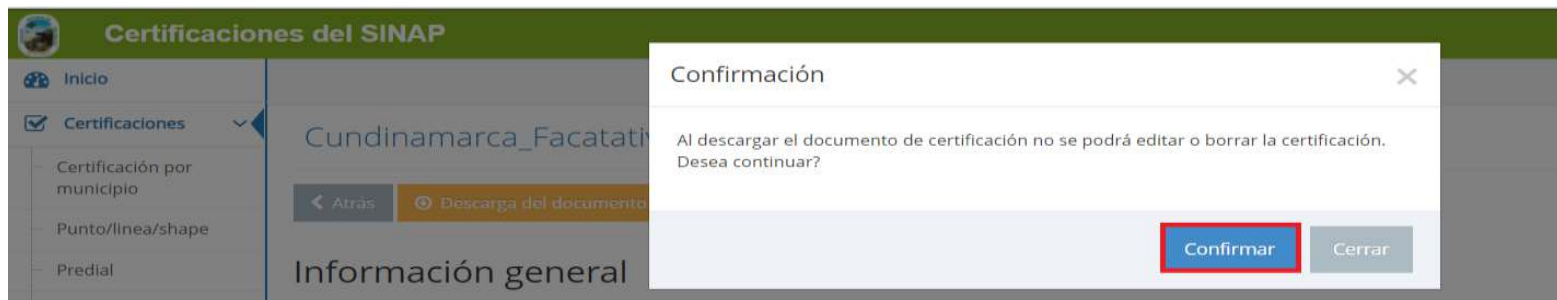 Certificaciones del SINAP
Inicio
Certificaciones
Certificación por
municipio
Punto/linea/shape
Predial
Cundinamarca_Facatati
Atrás
Descarga del documento
Información general
Confirmación
Al descargar el documento de certificación no se podrá editar o borrar la certificación.
Desea continuar?
Confirmar
Cerrar